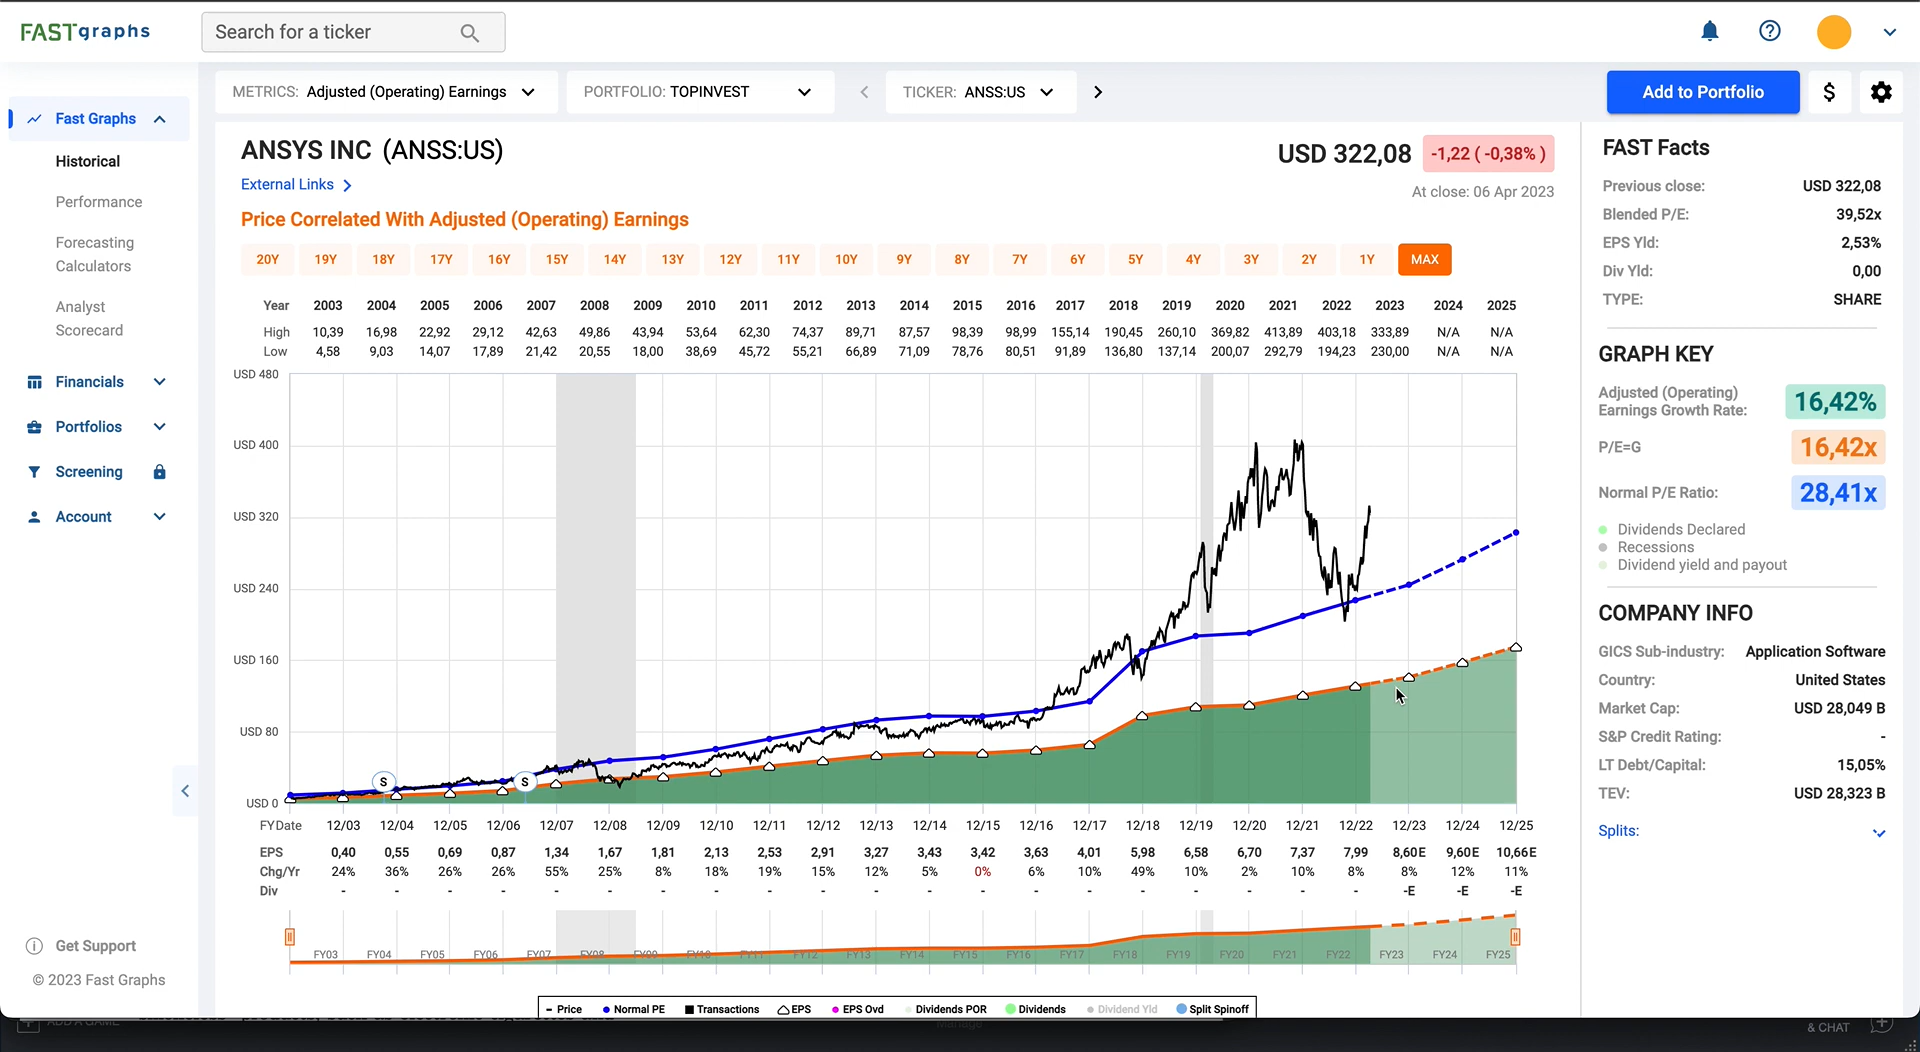 FASTgraphs
Search for a ticker
METRICS: Adjusted (Operating) Earnings
PORTFOLIO: TOPINVEST
TICKER: ANSS:US
Add to Portfolio
$
Fast Graphs
Historical
Performance
Forecasting
Calculators
Analyst
Scorecard
Financials
Portfolios
Screening
Account
Get Support
© 2023 Fast Graphs
ANSYS INC (ANSS:US)
External Links
USD 322,08
-1,22 ( -0,38% )
At close: 06 Apr 2023
Price Correlated With Adjusted (Operating) Earnings
20Y 19Y 18Y 17Y 16Y 15Y 14Y 13Y 12Y 11Y 10Y 9Y 8Y 7Y 6Y 5Y 4Y 3Y 2Y 1Y MAX
Year 2003 2004 2005 2006 2007 2008 2009 2010 2011 2012 2013 2014 2015 2016 2017 2018 2019 2020 2021 2022 2023 2024 2025
High 10,39 16,98 22,92 29,12 42,63 49,86 43,94 53,64 62,30 74,37 89,71 87,57 98,39 98,99 155,14 190,45 260,10 369,82 413,89 403,18 333,89 N/A N/A
Low 4,58 9,03 14,07 17,89 21,42 20,55 18,00 38,69 45,72 55,21 66,89 71,09 78,76 80,51 91,89 136,80 137,14 200,07 292,79 194,23 230,00 N/A N/A
USD 480
USD 400
USD 320
USD 240
USD 160
USD 80
USD 0
S
S
FYDate 12/03 12/04 12/05 12/06 12/07 12/08 12/09 12/10 12/11 12/12 12/13 12/14 12/15 12/16 12/17 12/18 12/19 12/20 12/21 12/22 12/23 12/24 12/25
EPS 0,40 0,55 0,69 0,87 1,34 1,67 1,81 2,13 2,53 2,91 3,27 3,43 3,42 3,63 4,01 5,98 6,58 6,70 7,37 7,99 8,60E 9,60E 10,66E
Chg/Yr 24% 36% 26% 26% 55% 25% 8% 18% 19% 15% 12% 5% 0% 6% 10% 49% 10% 2% 10% 8% 8% 12% 11%
Div - - - - - - - - - - - - - - - - - - - - -E -E -E
FY03 FY04 FY05 FY06 FY07 FY08 FY09 FY10 FY11 FY12 FY13 FY14 FY15 FY16 FY17 FY18 FY19 FY20 FY21 FY22 FY23 FY24 FY25
Price Normal PE Transactions EPS EPS Ovd Dividends POR Dividends Dividend Yld Split Spinoff
FAST Facts
Previous close: USD 322,08
Blended P/E: 39,52x
EPS Yld: 2,53%
Div Yld: 0,00
TYPE: SHARE
GRAPH KEY
Adjusted (Operating)
Earnings Growth Rate: 16,42%
P/E=G 16,42x
Normal P/E Ratio: 28,41x
Dividends Declared
Recessions
Dividend yield and payout
COMPANY INFO
GICS Sub-industry: Application Software
Country: United States
Market Cap: USD 28,049 B
S&P Credit Rating: -
LT Debt/Capital: 15,05%
TEV: USD 28,323 B
Splits:
ADD A GAME
Manage
& CHAT